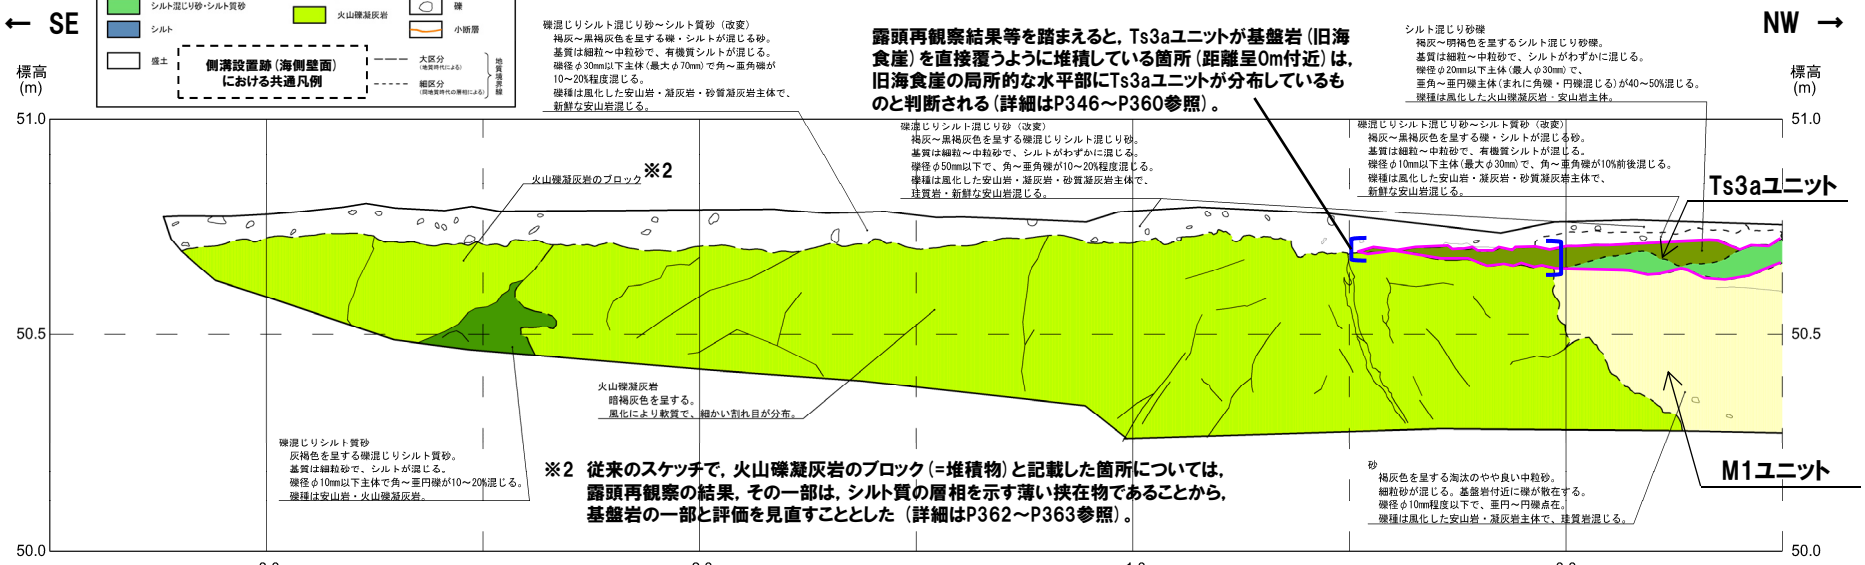 ← SE
NW →
シルト混じり砂・シルト質砂
シルト
盛土
火山礫凝灰岩
礫
小断層
側溝設置跡（海側壁面）
における共通凡例
大区分
（地質時代による）
細区分
（同地質時代の層相による）
地質境界線
標高
(m)
標高
(m)
礫混じりシルト混じり砂～シルト質砂（改変）
褐灰～黒褐灰色を呈する礫・シルトが混じる砂。
基質は細粒～中粒砂で、有機質シルトが混じる。
礫径φ30mm以下主体(最大φ70mm)で角～亜角礫が
10～20%程度混じる。
礫種は風化した安山岩・凝灰岩・砂質凝灰岩主体で、
新鮮な安山岩混じる。
露頭再観察結果等を踏まえると，Ts3aユニットが基盤岩（旧海
食崖）を直接覆うように堆積している箇所（距離呈0m付近）は，
旧海食崖の局所的な水平部にTs3aユニットが分布しているも
のと判断される（詳細はP346～P360参照）。
シルト混じり砂礫
褐灰～明褐色を呈するシルト混じり砂礫。
基質は細粒～中粒砂で、シルトがわずかに混じる。
礫径φ20mm以下主体(最大φ30mm)で、
亜角～亜円礫主体(まれに角礫・円礫混じる)が40～50%混じる。
礫種は風化した火山礫凝灰岩・安山岩主体。
51.0
51.0
礫混じりシルト混じり砂（改変）
褐灰～黒褐灰色を呈する礫混じりシルト混じり砂。
基質は細粒～中粒砂で、シルトがわずかに混じる。
礫径φ50mm以下で、角～亜角礫が10～20%程度混じる。
礫種は風化した安山岩・凝灰岩・砂質凝灰岩主体で、
珪質岩・新鮮な安山岩混じる。
礫混じりシルト混じり砂～シルト質砂（改変）
褐灰～黒褐灰色を呈する礫・シルトが混じる砂。
基質は細粒～中粒砂で、有機質シルトが混じる。
礫径φ10mm以下主体(最大φ30mm)で、角～亜角礫が10%前後混じる。
礫種は風化した安山岩・凝灰岩・砂質凝灰岩主体で、
新鮮な安山岩混じる。
火山礫凝灰岩のブロック※2
Ts3aユニット
50.5
50.5
火山礫凝灰岩
暗褐灰色を呈する。
風化により軟質で、細かい割れ目が分布。
礫混じりシルト質砂
灰褐色を呈する礫混じりシルト質砂。
基質は細粒砂で、シルトが混じる。
礫径φ10mm以下主体で角～亜円礫が10～20%混じる。
礫種は安山岩・火山礫凝灰岩。
※2 従来のスケッチで，火山礫凝灰岩のブロック（=堆積物）と記載した箇所については，
露頭再観察の結果，その一部は，シルト質の層相を示す薄い挟在物であることから，
基盤岩の一部と評価を見直すこととした（詳細はP362～P363参照）。
砂
褐灰色を呈する淘汰のやや良い中粒砂。
細粒砂が混じる。基盤岩付近に礫が散在する。
礫径φ10mm程度以下で、亜円～円礫点在。
礫種は風化した安山岩・凝灰岩主体で、珪質岩混じる。
M1ユニット
50.0
50.0